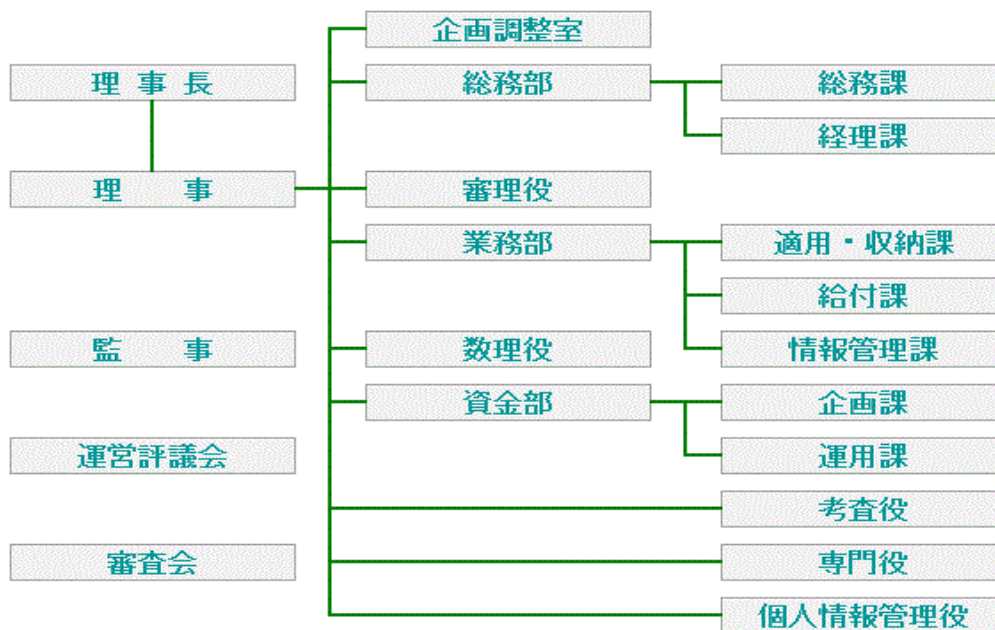 企画調整室
理事長
総務部
総務課
経理課
理事
審理役
業務部
適用・収納課
給付課
監事
数理役
情報管理課
資金部
企画課
運営評議会
運用課
考査役
審査会
専門役
個人情報管理役